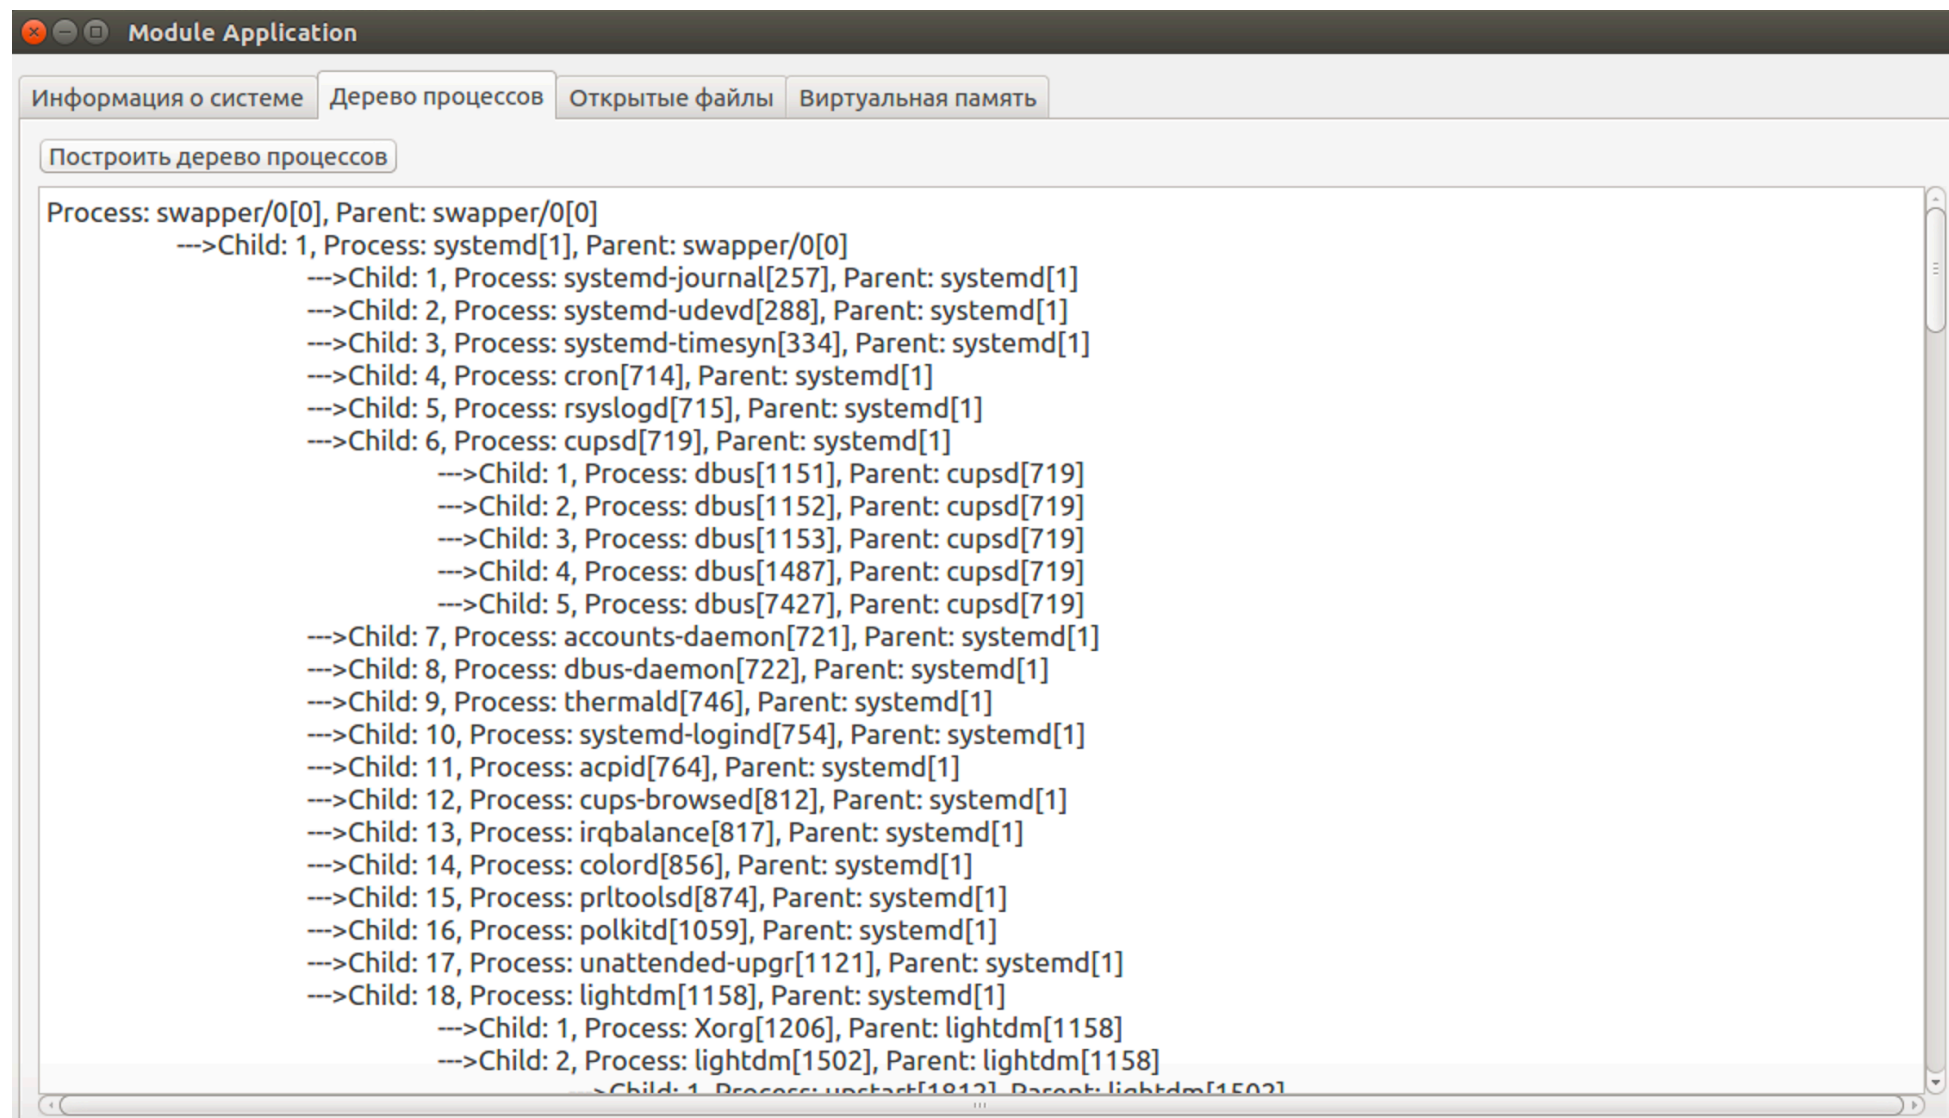 Module Application
Информация о системе Дерево процессов Открытые файлы Виртуальная память
Построить дерево процессов
Process: swapper/0[0], Parent: swapper/0[0]
--->Child: 1, Process: systemd[1], Parent: swapper/0[0]
--->Child: 1, Process: systemd-journal[257], Parent: systemd[1]
--->Child: 2, Process: systemd-udevd[288], Parent: systemd[1]
--->Child: 3, Process: systemd-timesyn[334], Parent: systemd[1]
--->Child: 4, Process: cron[714], Parent: systemd[1]
--->Child: 5, Process: rsyslogd[715], Parent: systemd[1]
--->Child: 6, Process: cupsd[719], Parent: systemd[1]
--->Child: 1, Process: dbus[1151], Parent: cupsd[719]
--->Child: 2, Process: dbus[1152], Parent: cupsd[719]
--->Child: 3, Process: dbus[1153], Parent: cupsd[719]
--->Child: 4, Process: dbus[1487], Parent: cupsd[719]
--->Child: 5, Process: dbus[7427], Parent: cupsd[719]
--->Child: 7, Process: accounts-daemon[721], Parent: systemd[1]
--->Child: 8, Process: dbus-daemon[722], Parent: systemd[1]
--->Child: 9, Process: thermald[746], Parent: systemd[1]
--->Child: 10, Process: systemd-logind[754], Parent: systemd[1]
--->Child: 11, Process: acpid[764], Parent: systemd[1]
--->Child: 12, Process: cups-browsed[812], Parent: systemd[1]
--->Child: 13, Process: irqbalance[817], Parent: systemd[1]
--->Child: 14, Process: colord[856], Parent: systemd[1]
--->Child: 15, Process: prltoolsd[874], Parent: systemd[1]
--->Child: 16, Process: polkitd[1059], Parent: systemd[1]
--->Child: 17, Process: unattended-upgr[1121], Parent: systemd[1]
--->Child: 18, Process: lightdm[1158], Parent: systemd[1]
--->Child: 1, Process: Xorg[1206], Parent: lightdm[1158]
--->Child: 2, Process: lightdm[1502], Parent: lightdm[1158]
--->Child: 1, Process: upstart[1812], Parent: lightdm[1502]